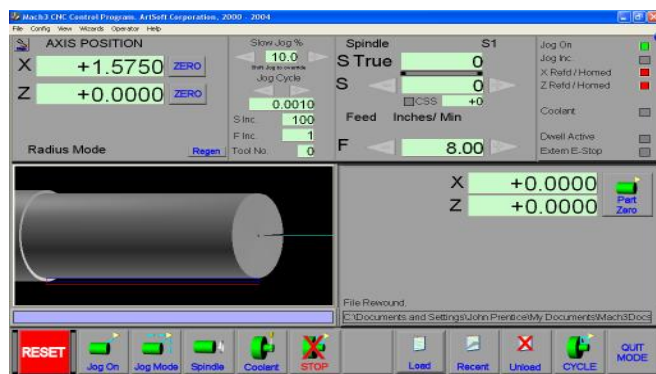 Mach3 CNC Control Program. ArtSoft Corporation, 2000 - 2004
File Config View Wizards Operator Help
AXIS POSITION
X +1.5750 ZERO
Z +0.0000 ZERO
Radius Mode Regen
Slow Jog %
10.0
Jog Cycle
0.0010
S Inc. 100
F Inc. 1
Tool No. 0
Spindle S1
S True 0
S 0
CSS +0
Feed Inches/ Min
F 8.00
Jog On
Jog Inc.
X Refd / Homed
Z Refd / Homed
Coolant
Dwell Active
Extern E-Stop
X +0.0000
Z +0.0000
Part
Zero
File Rewound.
C:\Documents and Settings\John Prentice\My Documents\Mach3Docs
RESET
Jog On
Jog Mode
Spindle
Coolant
STOP
Load
Recent
Unload
CYCLE
QUIT
MODE